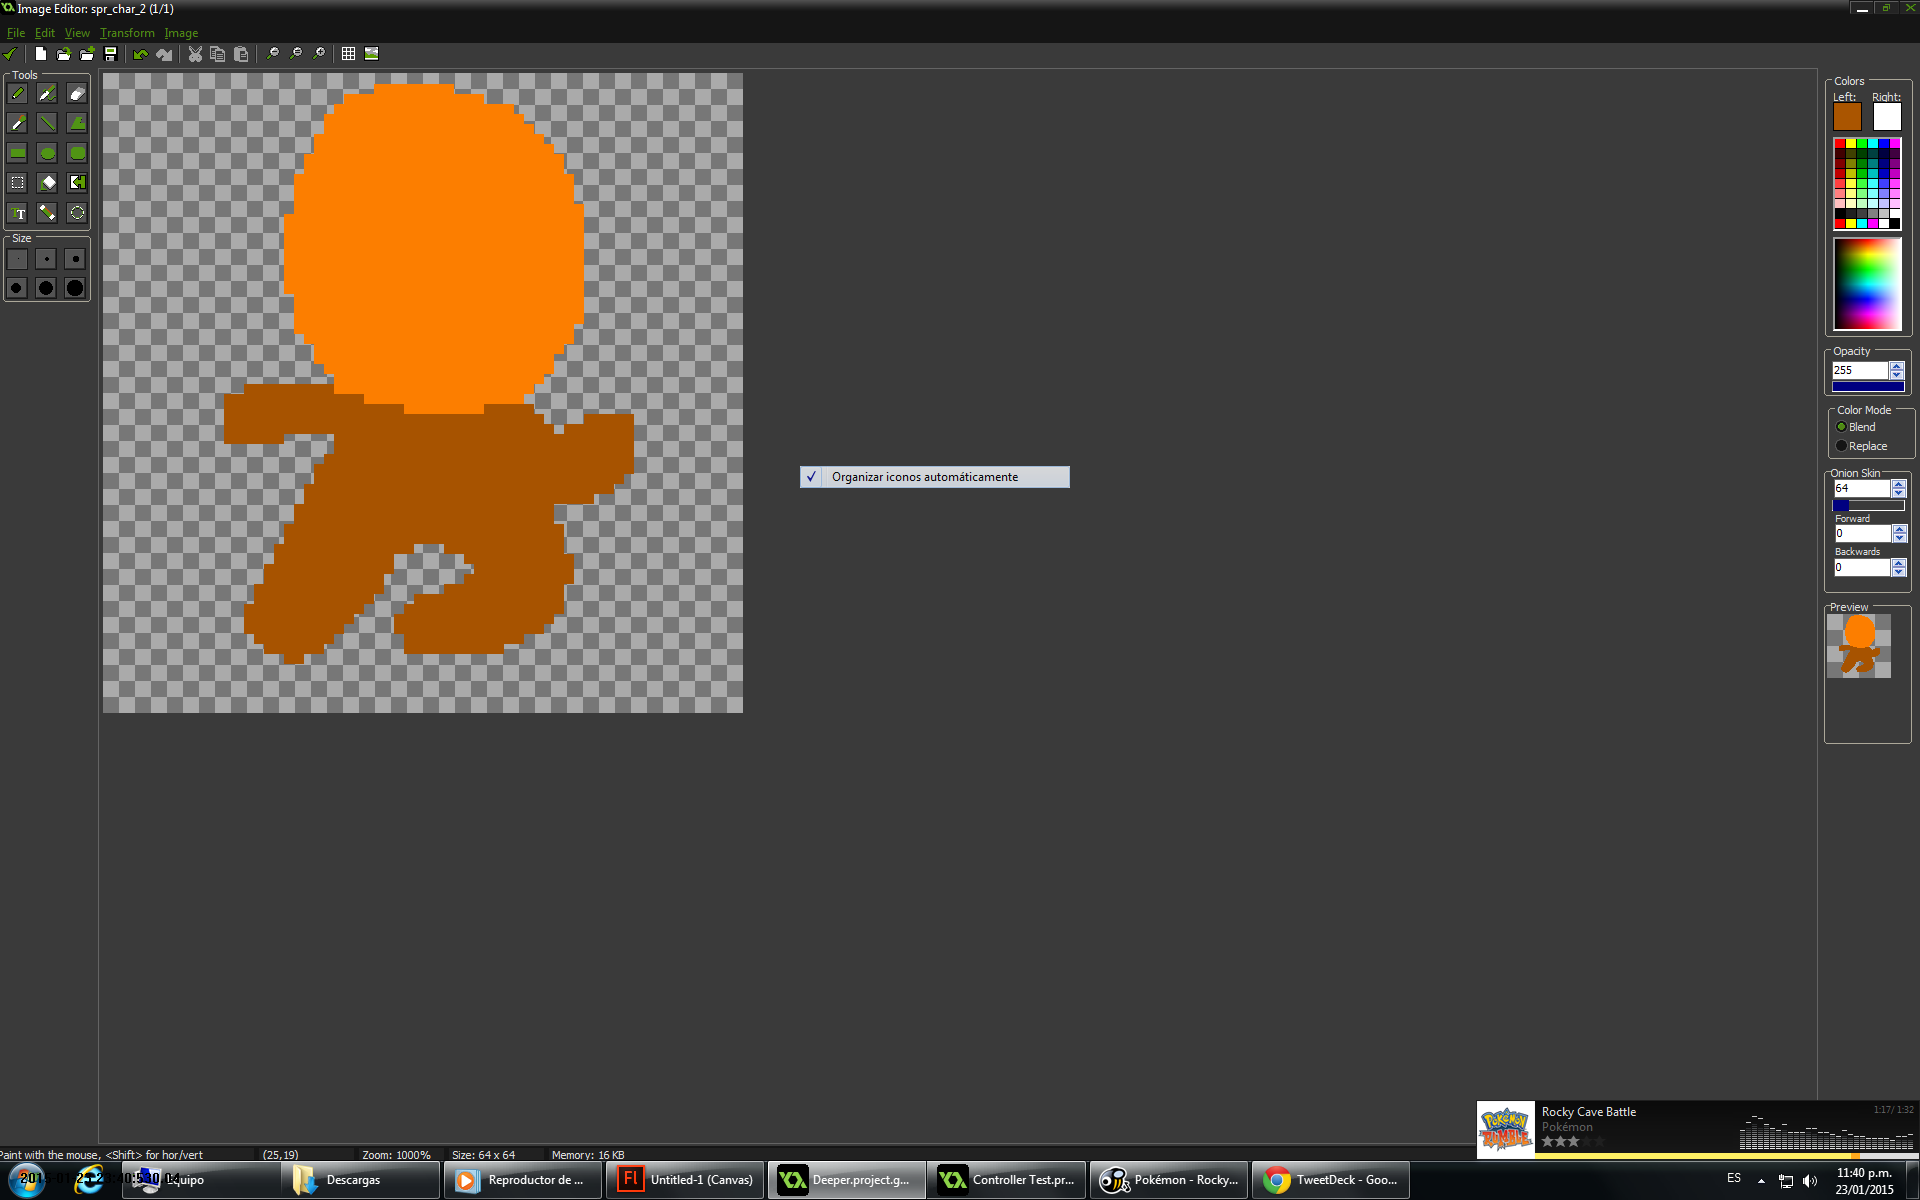 Image Editor: spr_char_2 (1/1)
File Edit View Transform Image
Tools
Size
Colors
Left: Right:
Opacity
255
Color Mode
Blend
Replace
Onion Skin
64
Forward
0
Backwards
0
Preview
✓ Organizar iconos automáticamente
Rocky Cave Battle
1:17/ 1:32
Pokémon
POKéMON
RUMBLE
Paint with the mouse, <Shift> for hor/vert (25,19) Zoom: 1000% Size: 64 x 64 Memory: 16 KB
Equipo
Descargas
Reproductor de ...
Fl Untitled-1 (Canvas)
Deeper.project.g...
Controller Test.pr...
Pokémon - Rocky...
TweetDeck - Goo...
ES
11:40 p.m.
23/01/2015